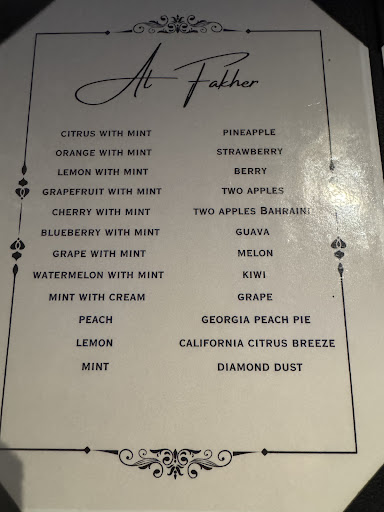 Al Fakher
CITRUS WITH MINT
ORANGE WITH MINT
LEMON WITH MINT
GRAPEFRUIT WITH MINT
CHERRY WITH MINT
BLUEBERRY WITH MINT
GRAPE WITH MINT
WATERMELON WITH MINT
MINT WITH CREAM
PEACH
LEMON
MINT
PINEAPPLE
STRAWBERRY
BERRY
TWO APPLES
TWO APPLES BAHRAINI
GUAVA
MELON
KIWI
GRAPE
GEORGIA PEACH PIE
CALIFORNIA CITRUS BREEZE
DIAMOND DUST